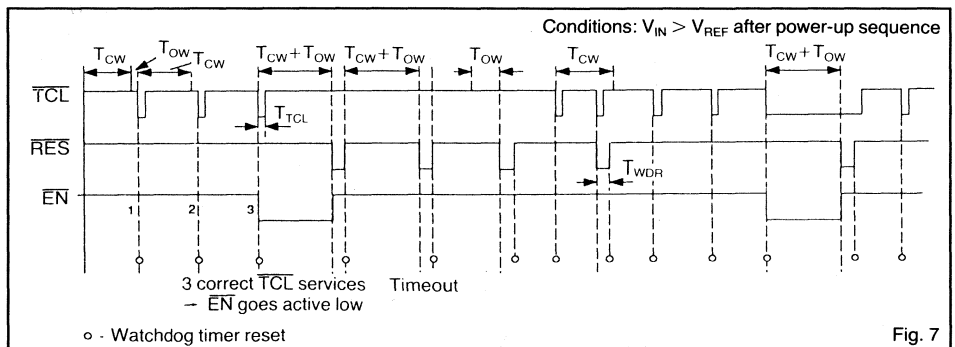 Conditions: V_IN > V_REF after power-up sequence
T_CW T_OW T_CW T_CW + T_OW T_CW + T_OW T_OW T_CW T_CW + T_OW
TCL
T_TCL
RES
T_WDR
EN
1 2 3
3 correct TCL services Timeout
→ EN goes active low
o - Watchdog timer reset Fig. 7